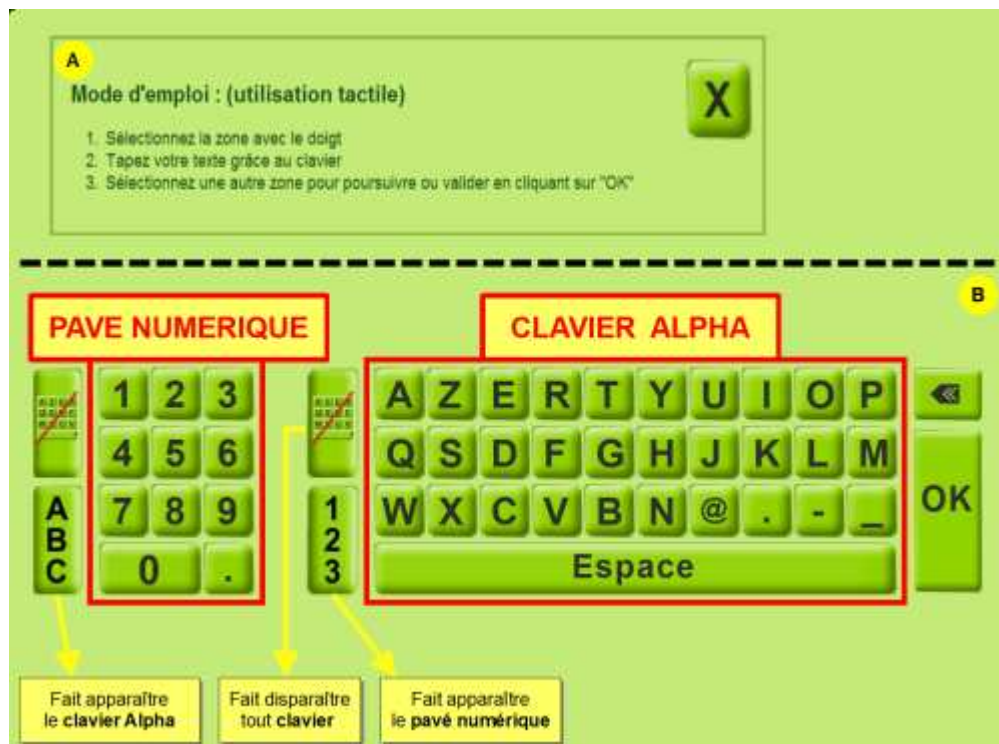 A
Mode d'emploi : (utilisation tactile)
X
1. Sélectionnez la zone avec le doigt
2. Tapez votre texte grâce au clavier
3. Sélectionnez une autre zone pour poursuivre ou valider en cliquant sur "OK"
B
PAVE NUMERIQUE
CLAVIER ALPHA
1 2 3
4 5 6
7 8 9
0 .
A
B
C
1
2
3
A Z E R T Y U I O P
Q S D F G H J K L M
W X C V B N @ . - _
Espace
OK
Fait apparaître
le clavier Alpha
Fait disparaître
tout clavier
Fait apparaître
le pavé numérique